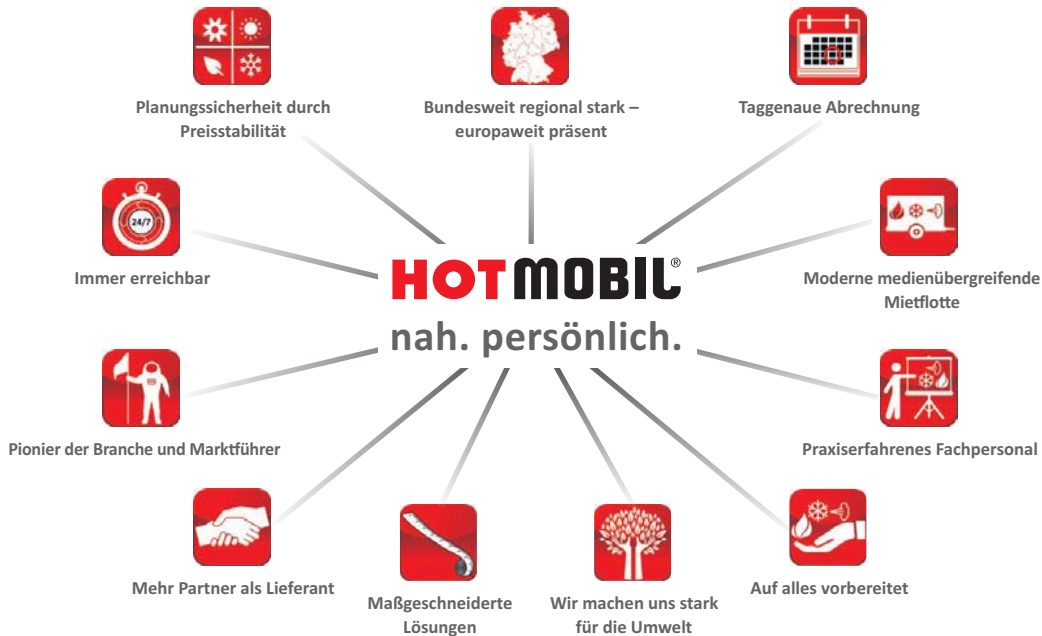 Planungssicherheit durch
Preisstabilität
Bundesweit regional stark –
europaweit präsent
Taggenaue Abrechnung
24/7
Immer erreichbar
HOTMOBIL®
nah. persönlich.
Moderne medienübergreifende
Mietflotte
Pionier der Branche und Marktführer
Praxiserfahrenes Fachpersonal
Mehr Partner als Lieferant
Maßgeschneiderte
Lösungen
Wir machen uns stark
für die Umwelt
Auf alles vorbereitet